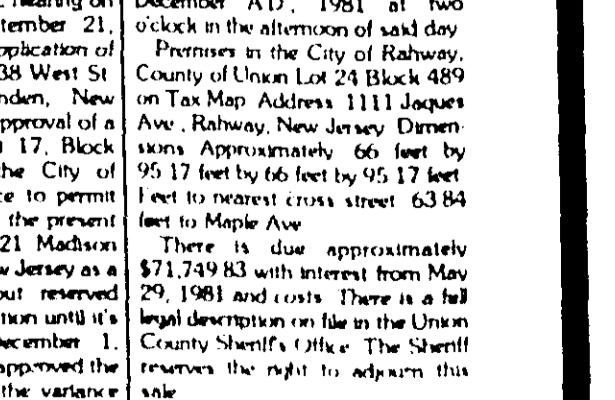 hearing on
tember 21,
pplication of
38 West St
nden, New
pproval of a
17, Block
he City of
ce to permit
the present
21 Madison
w Jersey as a
out reserved
tion until it's
ecember 1,
approved the
the variance
December A D , 1981 at two
o'clock in the afternoon of said day
Premises in the City of Rahway,
County of Union Lot 24 Block 489
on Tax Map Address 1111 Jaques
Ave , Rahway, New Jersey Dimen-
sions Approximately 66 feet by
95 17 feet by 66 feet by 95 17 feet
Feet to nearest cross street 63 84
feet to Maple Ave
There is due approximately
$71,749 83 with interest from May
29, 1981 and costs There is a full
legal description on file in the Union
County Sheriff's Office The Sheriff
reserves the right to adjourn this
sale